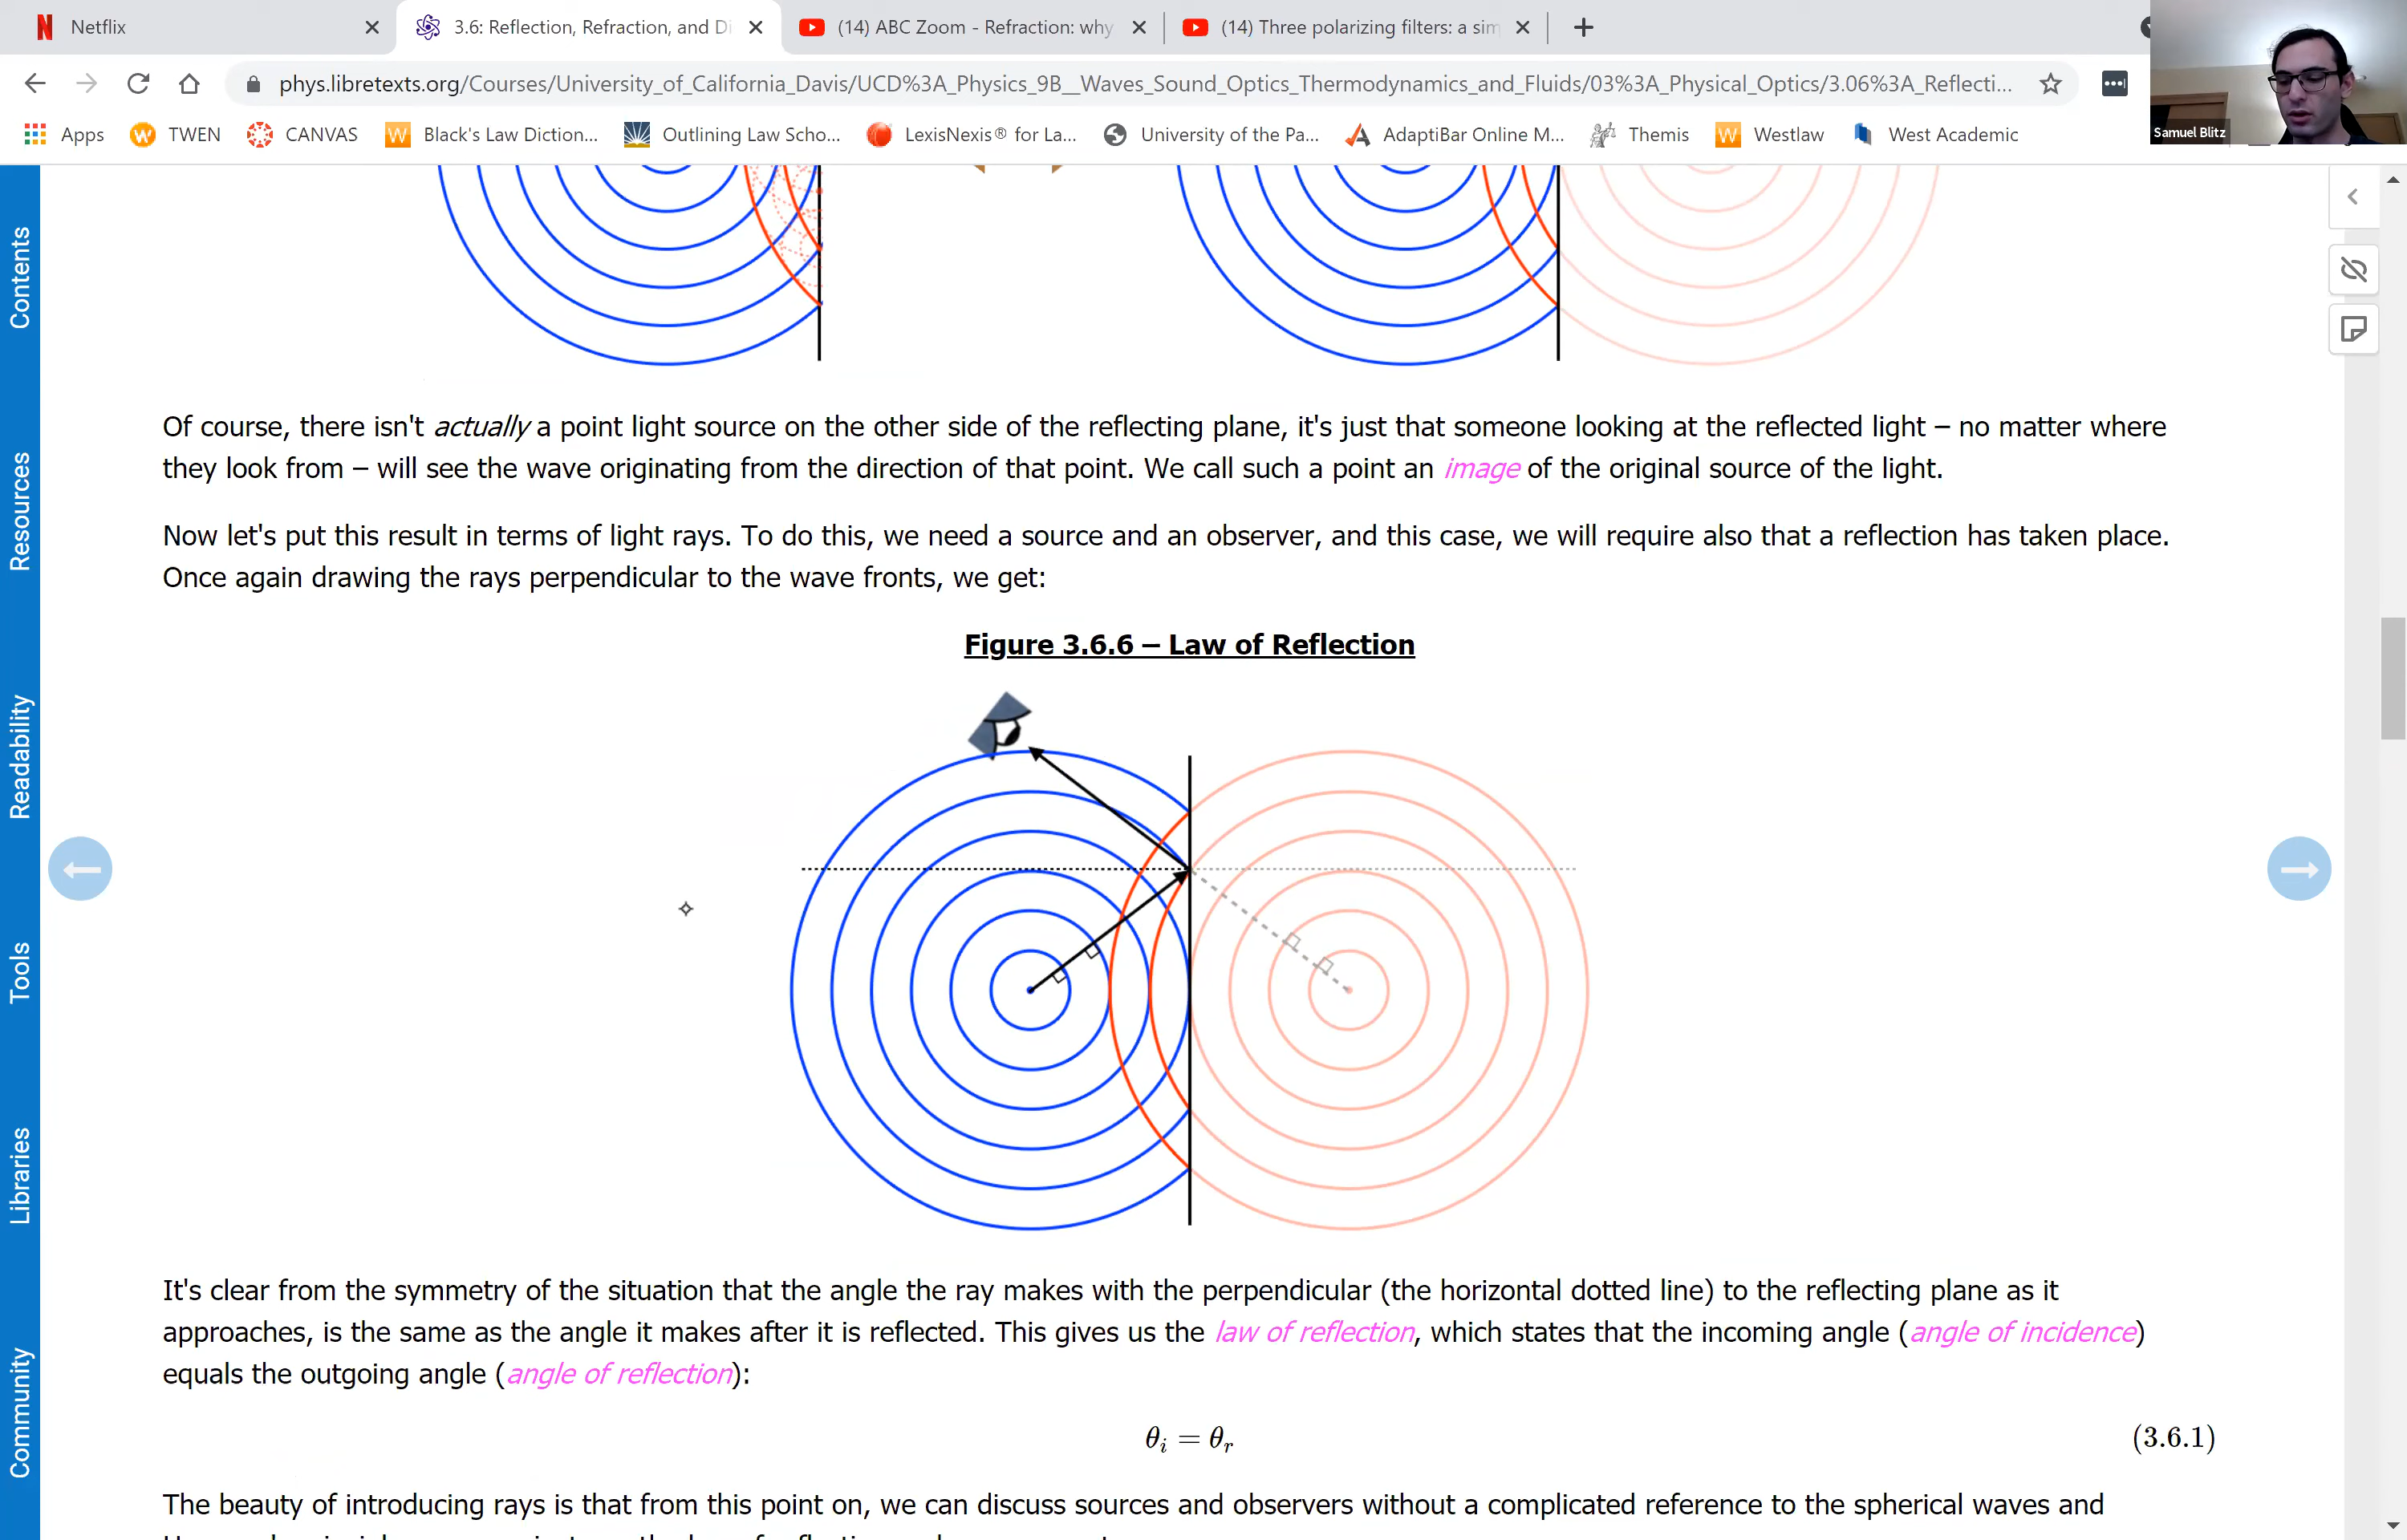 Netflix
3.6: Reflection, Refraction, and Di
(14) ABC Zoom - Refraction: why
(14) Three polarizing filters: a sim
phys.libretexts.org/Courses/University_of_California_Davis/UCD%3A_Physics_9B__Waves_Sound_Optics_Thermodynamics_and_Fluids/03%3A_Physical_Optics/3.06%3A_Reflecti...
Apps TWEN CANVAS Black's Law Diction... Outlining Law Scho... LexisNexis® for La... University of the Pa... AdaptiBar Online M... Themis Westlaw West Academic
Samuel Blitz
Contents
Resources
Readability
Tools
Libraries
Community
Of course, there isn't actually a point light source on the other side of the reflecting plane, it's just that someone looking at the reflected light – no matter where
they look from – will see the wave originating from the direction of that point. We call such a point an image of the original source of the light.
Now let's put this result in terms of light rays. To do this, we need a source and an observer, and this case, we will require also that a reflection has taken place.
Once again drawing the rays perpendicular to the wave fronts, we get:
Figure 3.6.6 – Law of Reflection
It's clear from the symmetry of the situation that the angle the ray makes with the perpendicular (the horizontal dotted line) to the reflecting plane as it
approaches, is the same as the angle it makes after it is reflected. This gives us the law of reflection, which states that the incoming angle (angle of incidence)
equals the outgoing angle (angle of reflection):
θi = θr (3.6.1)
The beauty of introducing rays is that from this point on, we can discuss sources and observers without a complicated reference to the spherical waves and